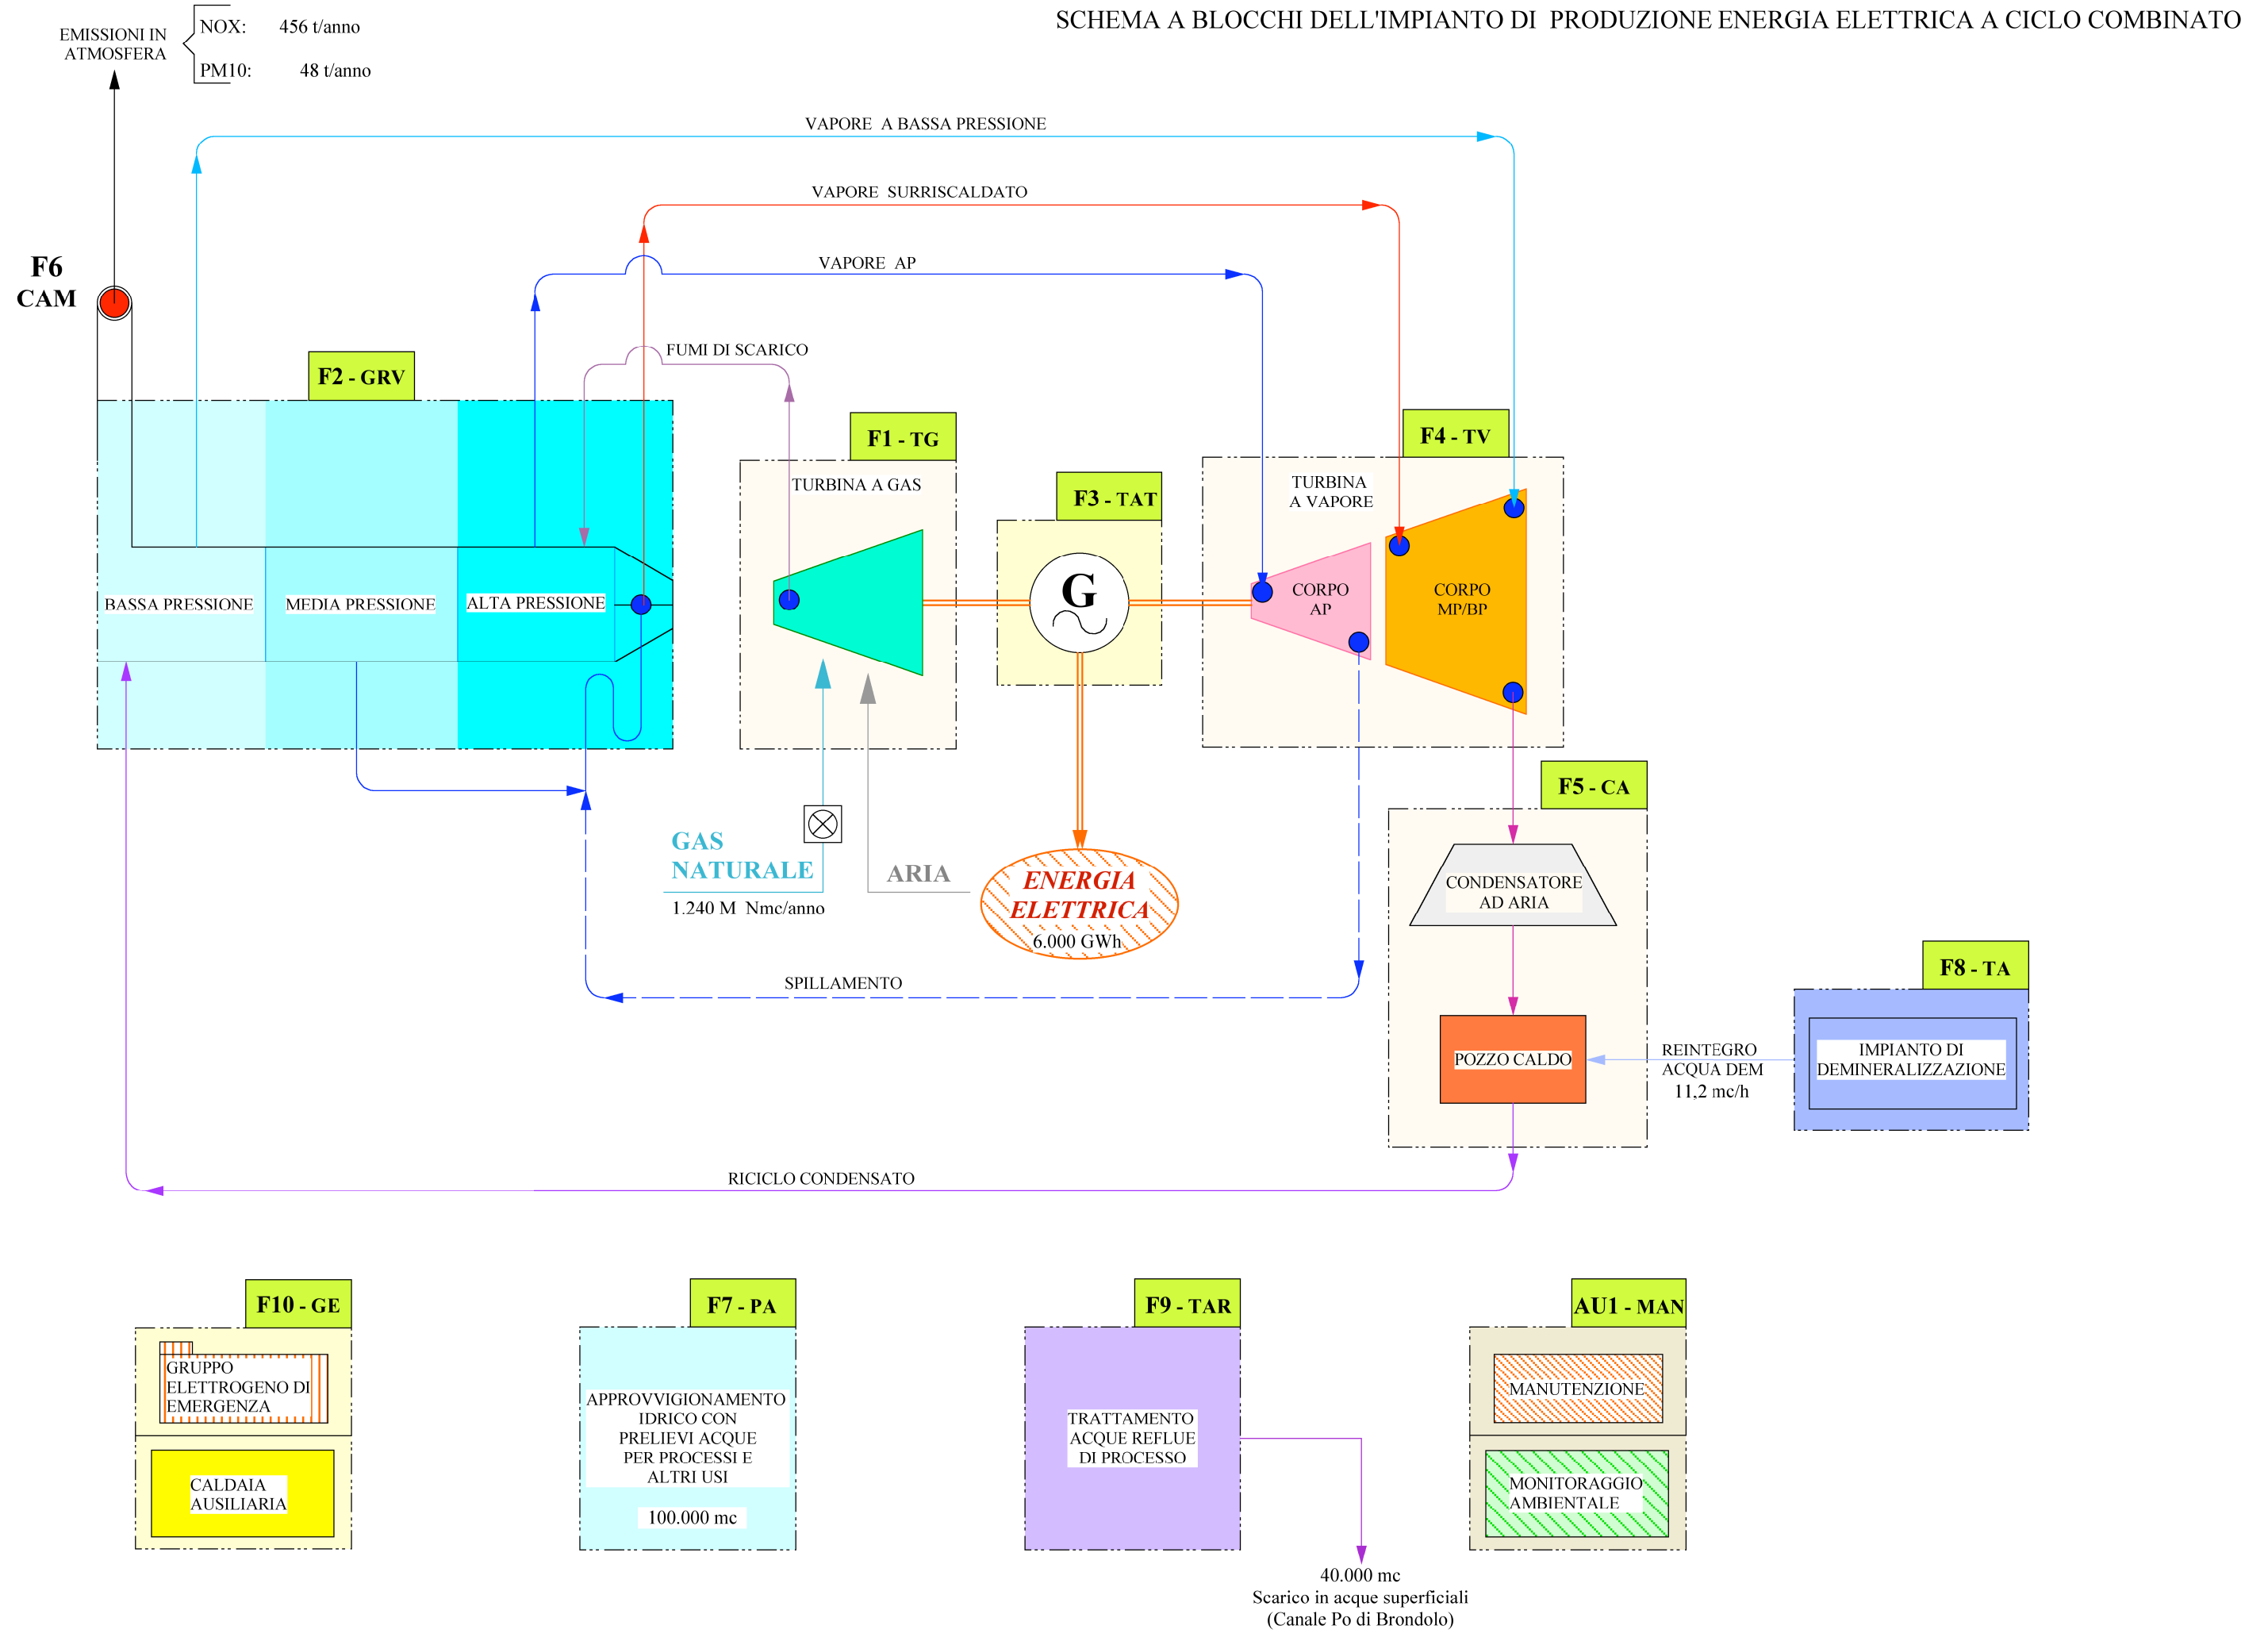 SCHEMA A BLOCCHI DELL'IMPIANTO DI PRODUZIONE ENERGIA ELETTRICA A CICLO COMBINATO
EMISSIONI IN
ATMOSFERA
NOX: 456 t/anno
PM10: 48 t/anno
VAPORE A BASSA PRESSIONE
VAPORE SURRISCALDATO
VAPORE AP
FUMI DI SCARICO
F6
CAM
F2 - GRV
BASSA PRESSIONE
MEDIA PRESSIONE
ALTA PRESSIONE
F1 - TG
TURBINA A GAS
F3 - TAT
G
F4 - TV
TURBINA
A VAPORE
CORPO
AP
CORPO
MP/BP
GAS
NATURALE
1.240 M Nmc/anno
ARIA
ENERGIA
ELETTRICA
6.000 GWh
F5 - CA
CONDENSATORE
AD ARIA
POZZO CALDO
SPILLAMENTO
REINTEGRO
ACQUA DEM
11,2 mc/h
F8 - TA
IMPIANTO DI
DEMINERALIZZAZIONE
RICICLO CONDENSATO
F10 - GE
GRUPPO
ELETTROGENO DI
EMERGENZA
CALDAIA
AUSILIARIA
F7 - PA
APPROVVIGIONAMENTO
IDRICO CON
PRELIEVI ACQUE
PER PROCESSI E
ALTRI USI
100.000 mc
F9 - TAR
TRATTAMENTO
ACQUE REFLUE
DI PROCESSO
40.000 mc
Scarico in acque superficiali
(Canale Po di Brondolo)
AU1 - MAN
MANUTENZIONE
MONITORAGGIO
AMBIENTALE